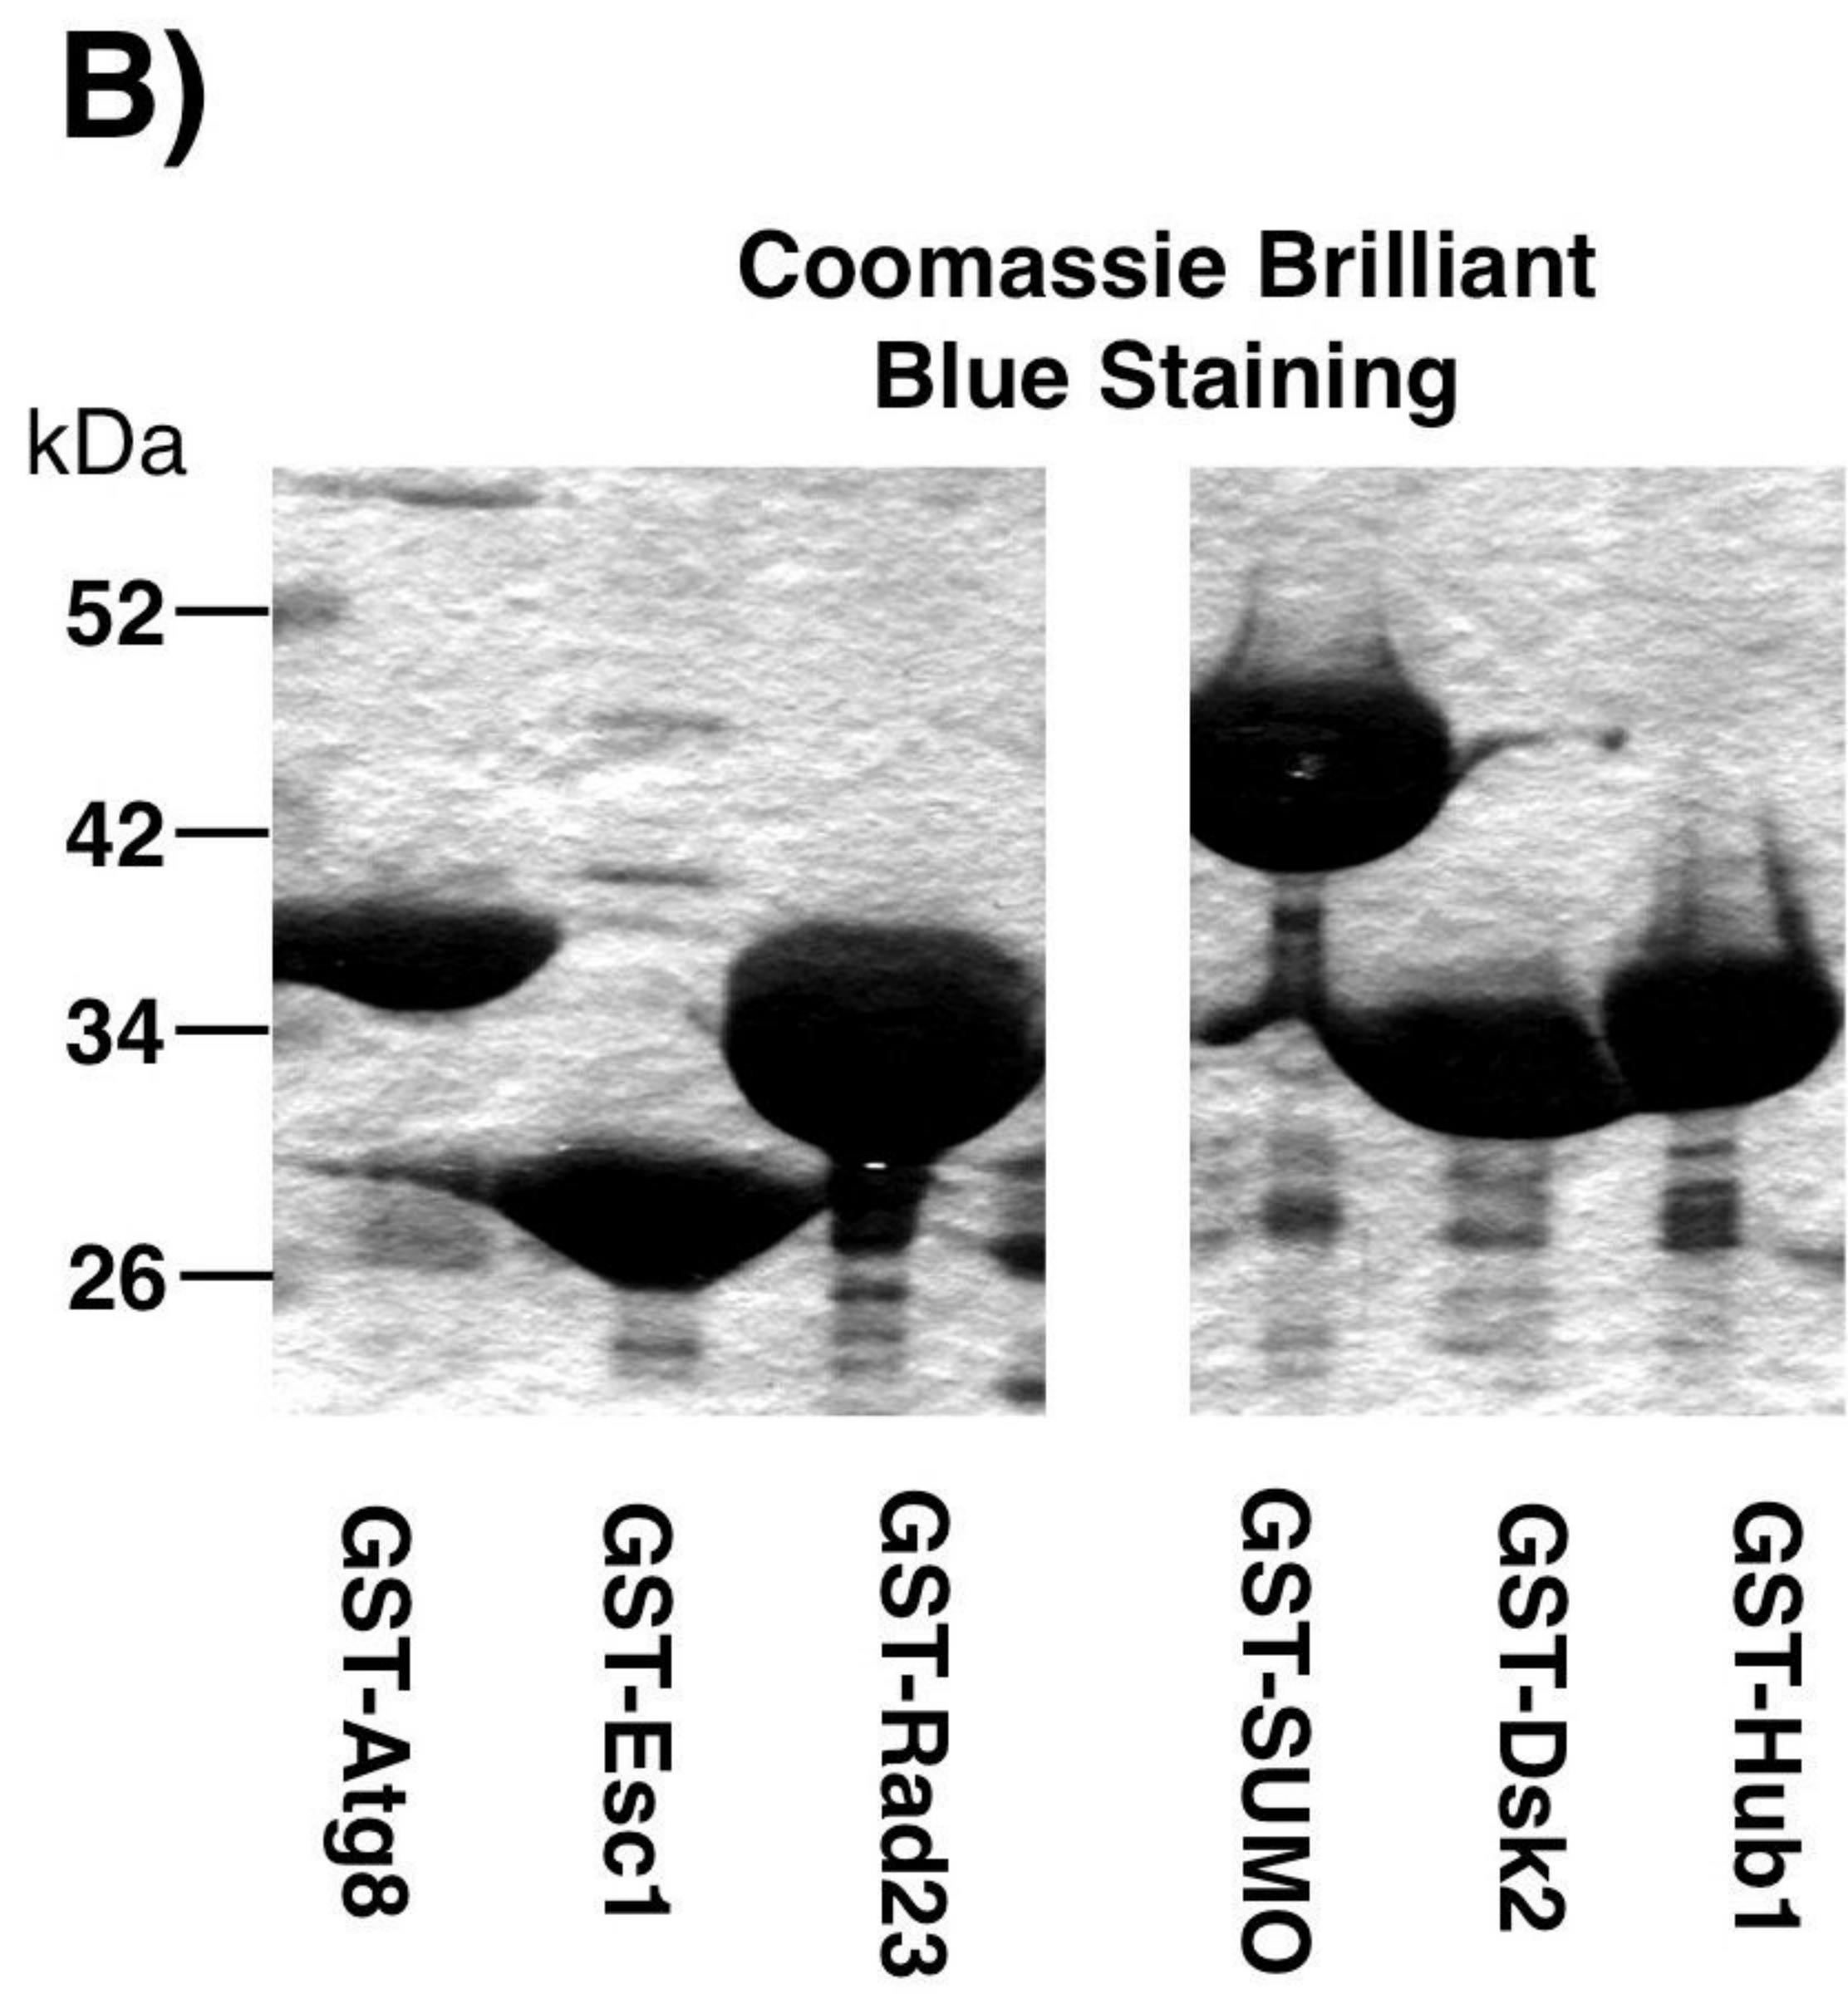 B)
Coomassie Brilliant
Blue Staining
kDa
52
42
34
26
GST-Atg8
GST-Esc1
GST-Rad23
GST-SUMO
GST-Dsk2
GST-Hub1